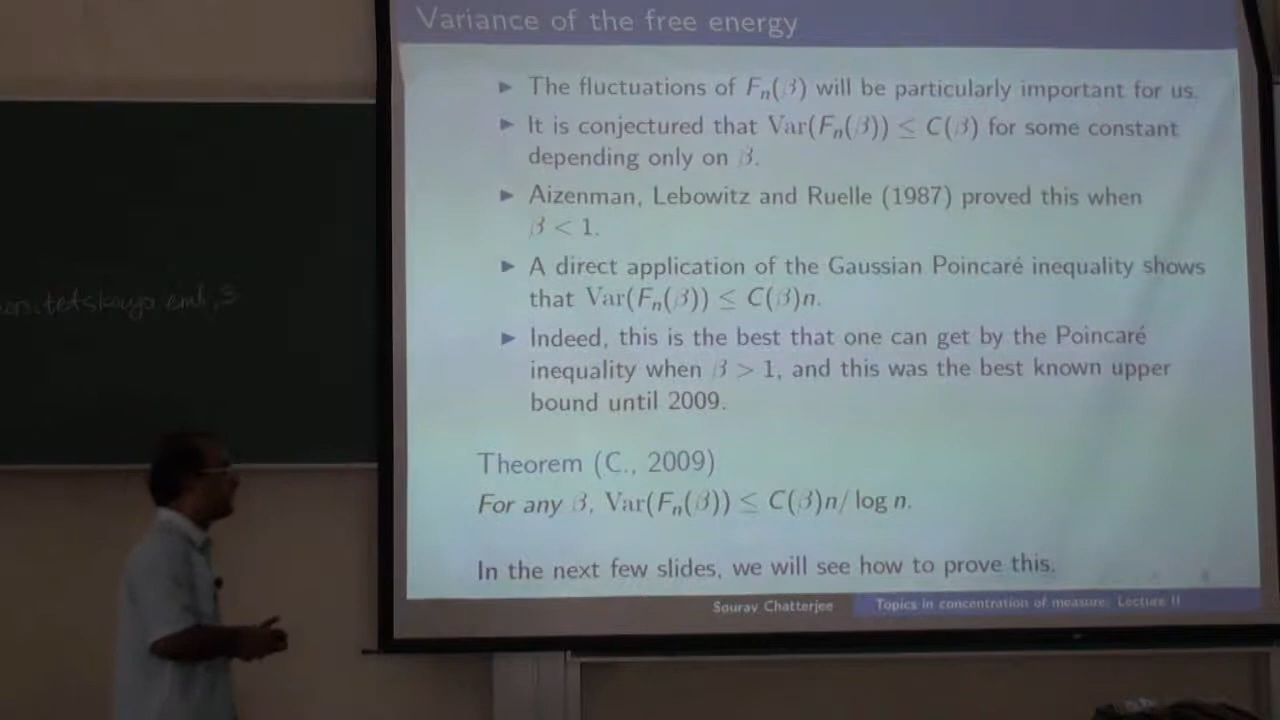 Variance of the free energy
▶ The fluctuations of Fₙ(β) will be particularly important for us.
▶ It is conjectured that Var(Fₙ(β)) ≤ C(β) for some constant
depending only on β.
▶ Aizenman, Lebowitz and Ruelle (1987) proved this when
β < 1.
▶ A direct application of the Gaussian Poincaré inequality shows
that Var(Fₙ(β)) ≤ C(β)n.
▶ Indeed, this is the best that one can get by the Poincaré
inequality when β > 1, and this was the best known upper
bound until 2009.
Theorem (C., 2009)
For any β, Var(Fₙ(β)) ≤ C(β)n/ log n.
In the next few slides, we will see how to prove this.
Sourav Chatterjee Topics in concentration of measure: Lecture II